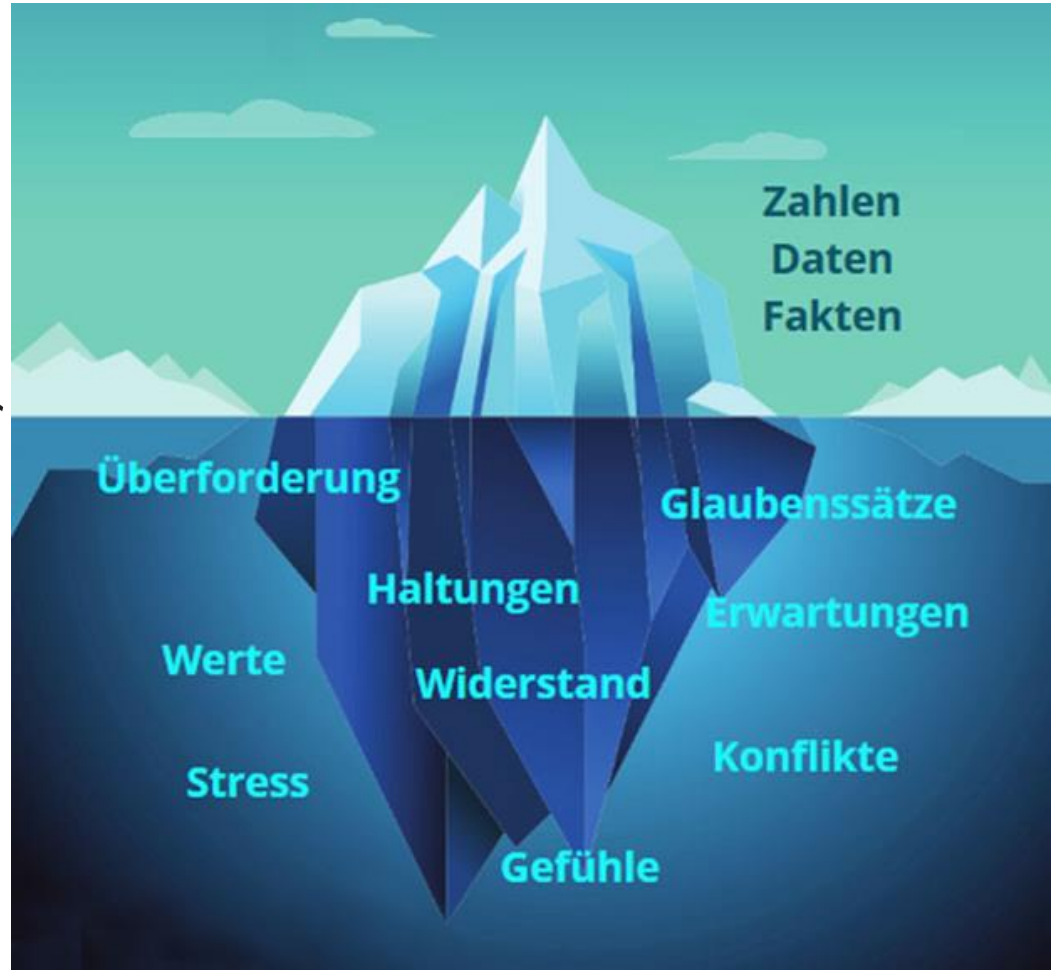 Zahlen
Daten
Fakten
Überforderung
Glaubenssätze
Haltungen
Erwartungen
Werte
Widerstand
Konflikte
Stress
Gefühle